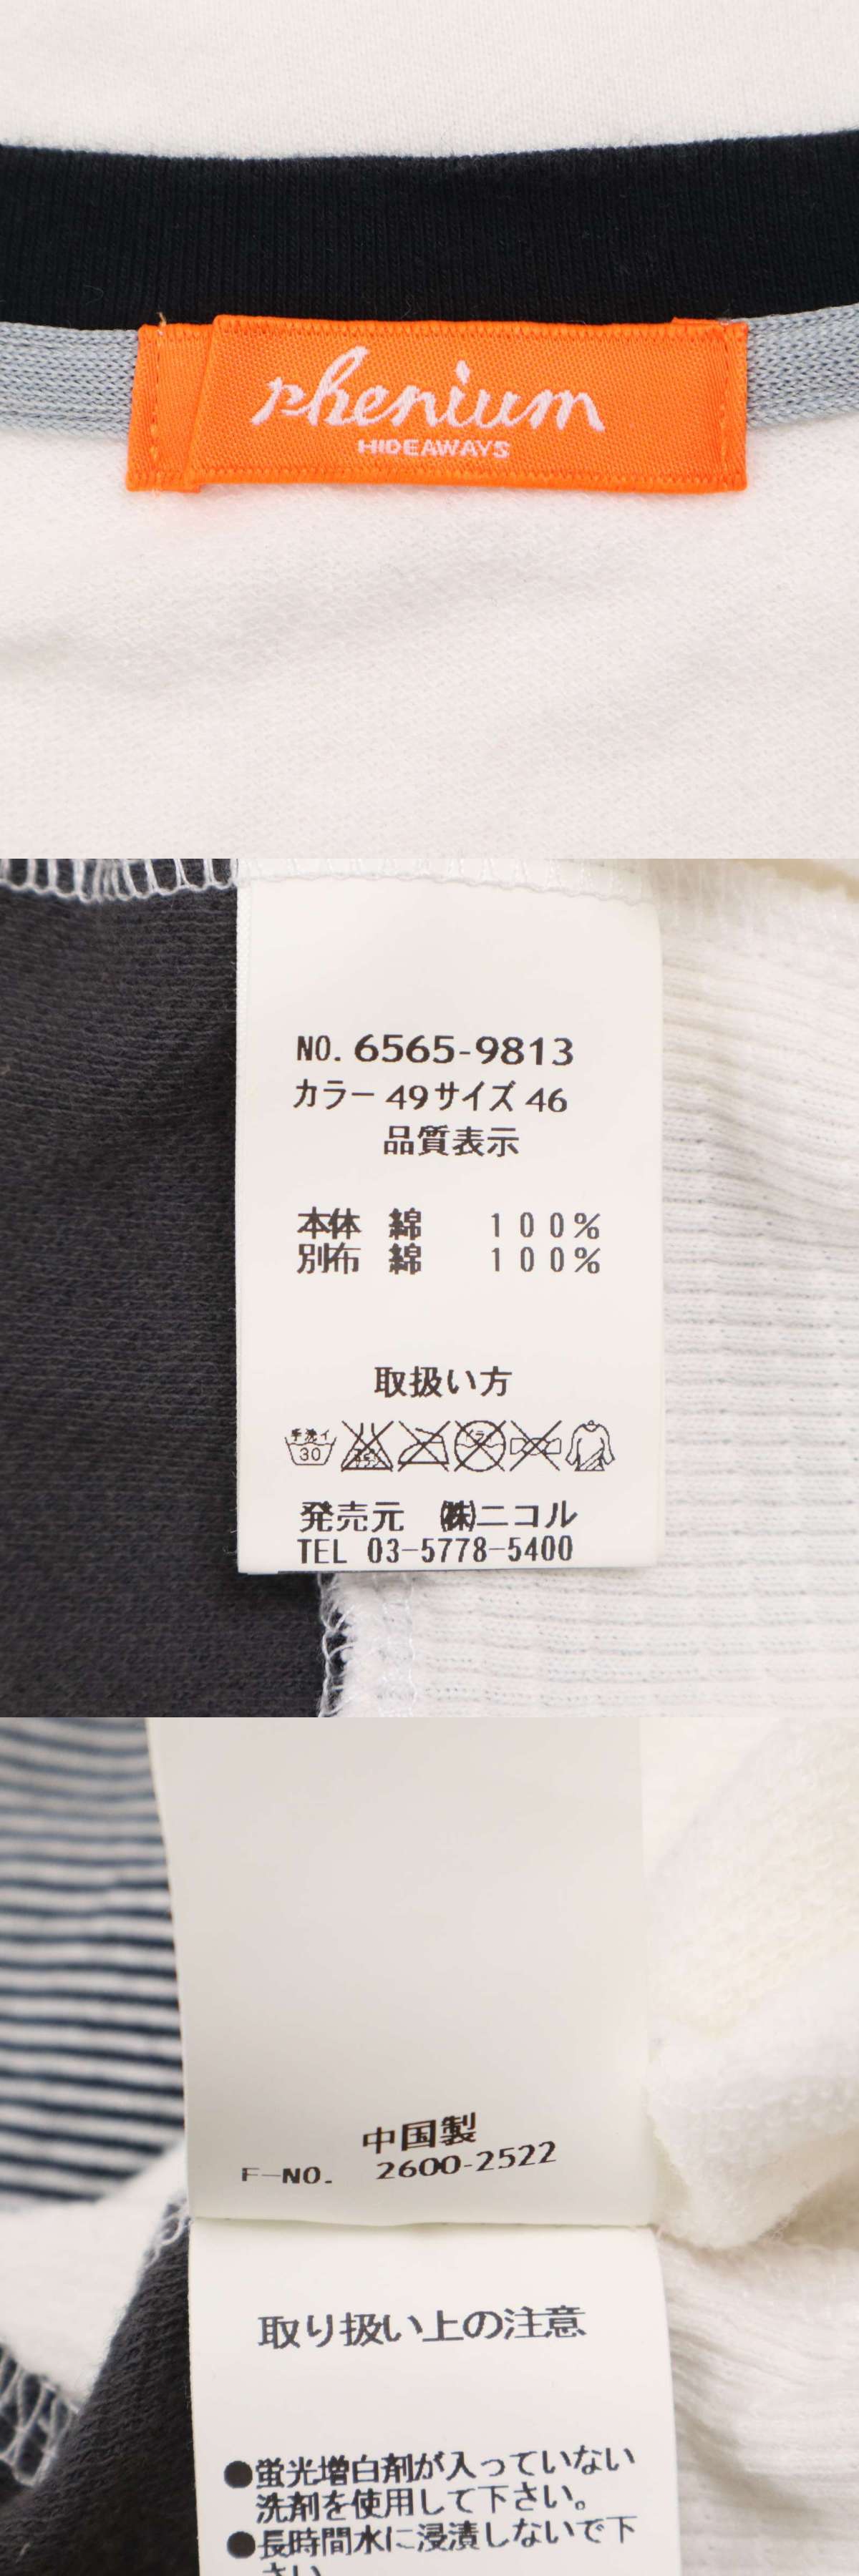 rhenium
HIDEAWAYS
NO. 6565-9813
カラー 49 サイズ 46
品質表示
本体 綿 100%
別布 綿 100%
取扱い方
手洗イ
30
発売元 ㈱ニコル
TEL 03-5778-5400
中国製
F-NO. 2600-2522
取り扱い上の注意
●蛍光増白剤が入っていない
洗剤を使用して下さい。
●長時間水に浸漬しないで下
さい